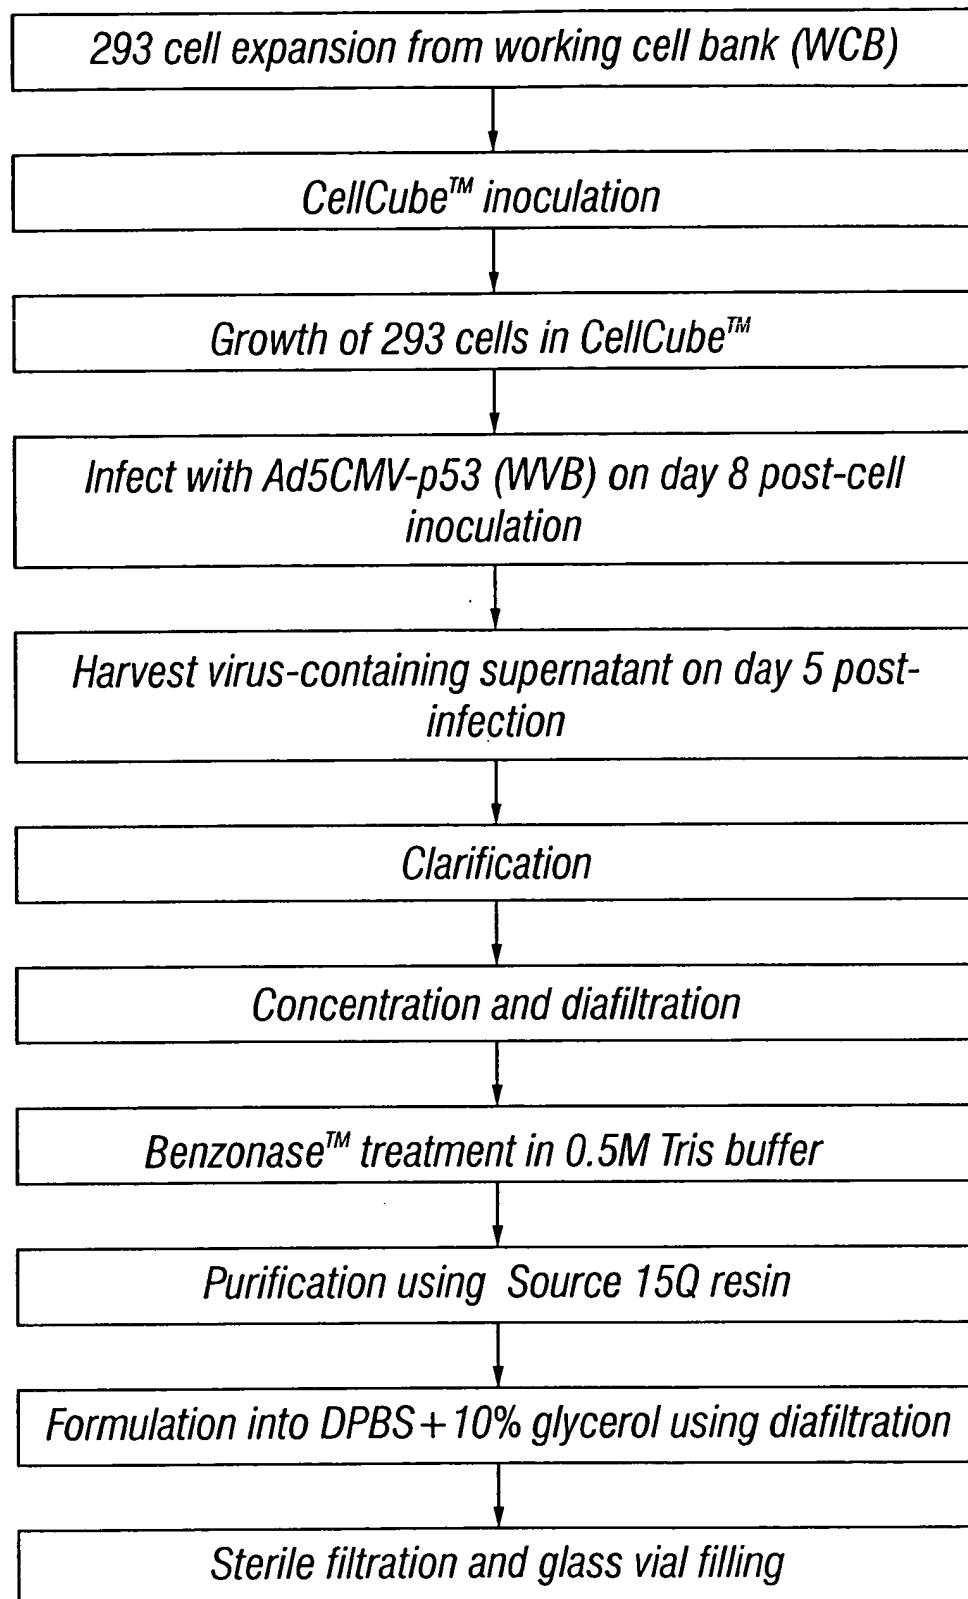 293 cell expansion from working cell bank (WCB)
CellCube™ inoculation
Growth of 293 cells in CellCube™
Infect with Ad5CMV-p53 (WVB) on day 8 post-cell
inoculation
Harvest virus-containing supernatant on day 5 post-
infection
Clarification
Concentration and diafiltration
Benzonase™ treatment in 0.5M Tris buffer
Purification using Source 15Q resin
Formulation into DPBS+10% glycerol using diafiltration
Sterile filtration and glass vial filling